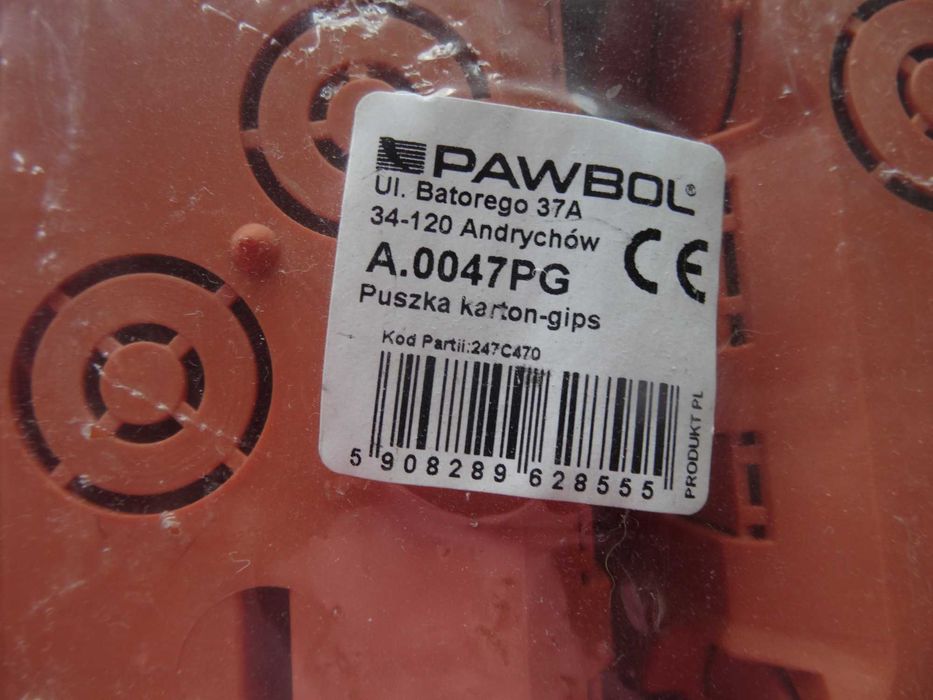 PAWBOL®
Ul. Batorego 37A
34-120 Andrychów
A.0047PG
CE
Puszka karton-gips
Kod Partii:247C470
5 908289 628555
PRODUKT PL